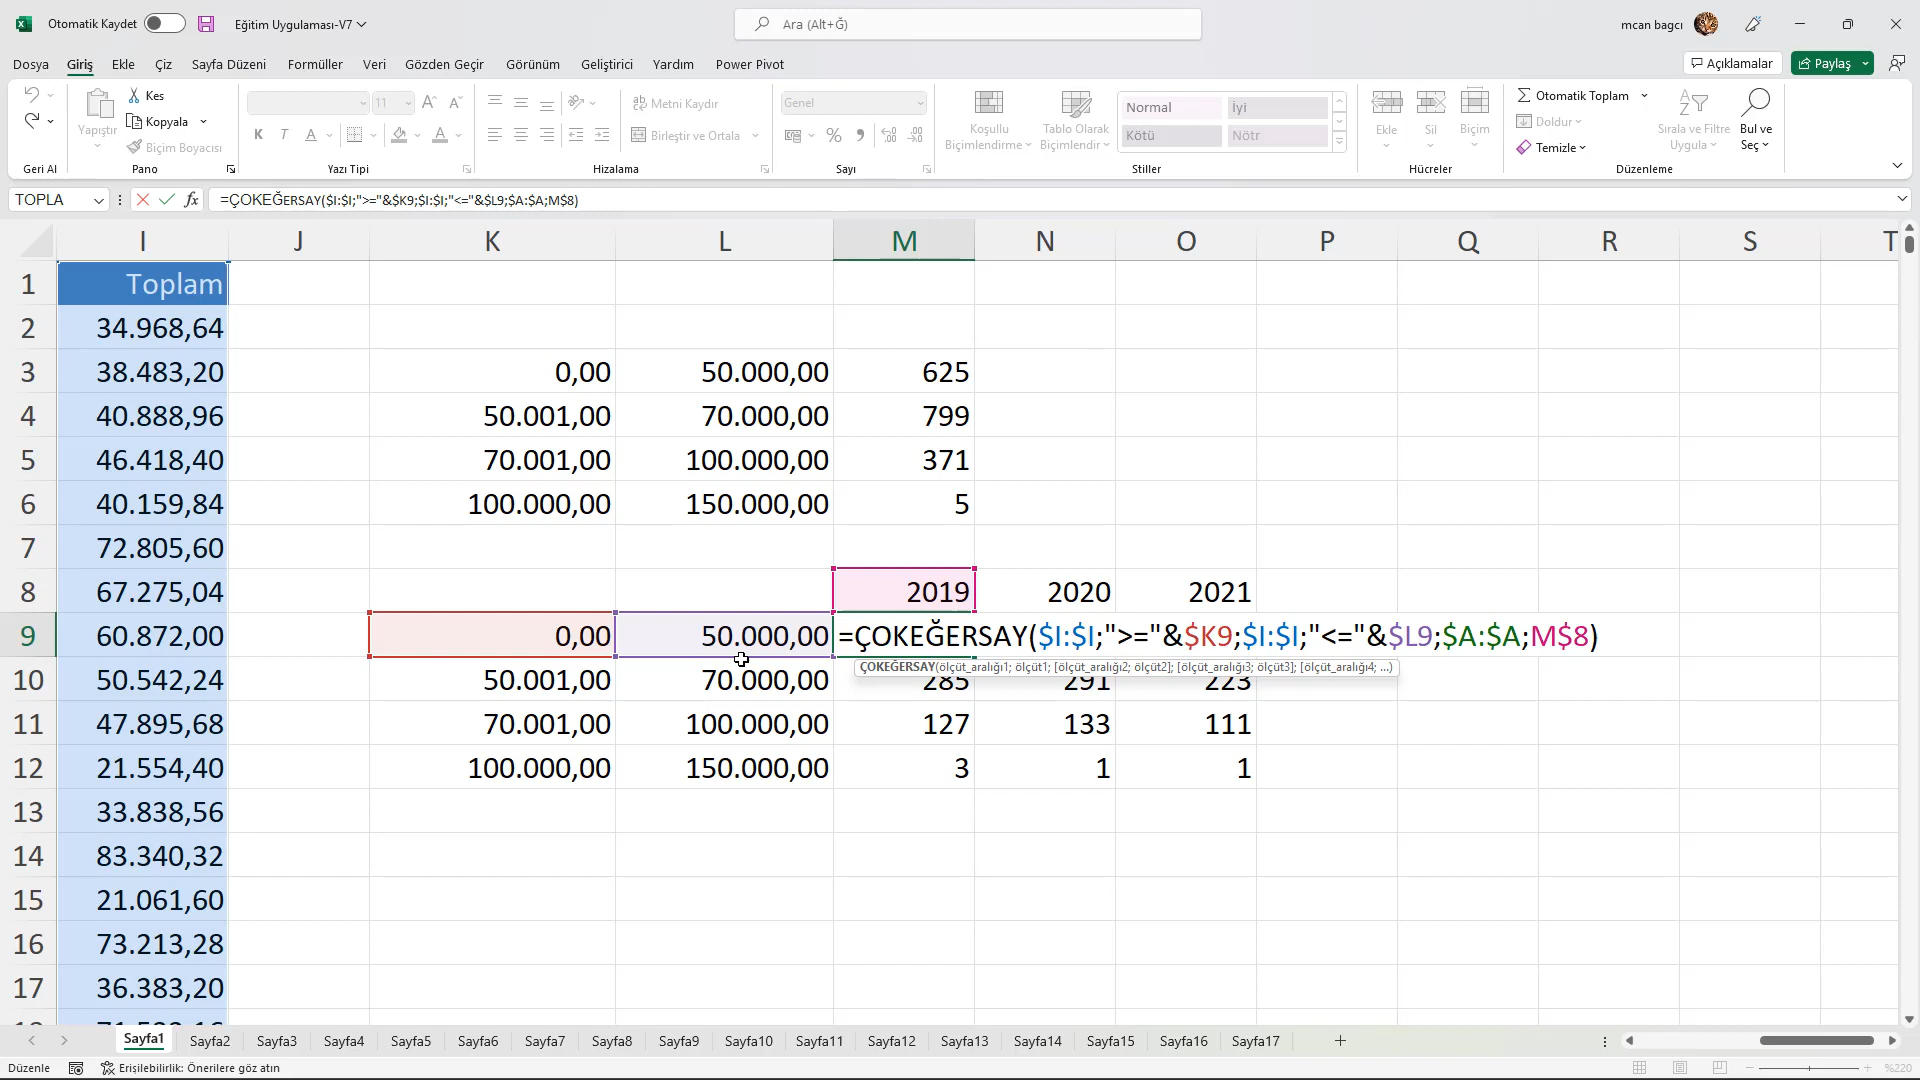 Otomatik Kaydet
Eğitim Uygulaması-V7
Ara (Alt+Ğ)
mcan bagcı
Dosya Giriş Ekle Çiz Sayfa Düzeni Formüller Veri Gözden Geçir Görünüm Geliştirici Yardım Power Pivot
Açıklamalar
Paylaş
Yapıştır
Kes
Kopyala
Biçim Boyacısı
11
K T A
Metni Kaydır
Birleştir ve Ortala
Genel
Koşullu Biçimlendirme
Tablo Olarak Biçimlendir
Normal İyi
Kötü Nötr
Ekle Sil Biçim
Otomatik Toplam
Doldur
Temizle
Sırala ve Filtre Uygula
Bul ve Seç
Geri Al Pano Yazı Tipi Hizalama Sayı Stiller Hücreler Düzenleme
TOPLA
fx
=ÇOKEĞERSAY($I:$I;">="&$K9;$I:$I;"<="&$L9;$A:$A;M$8)
I J K L M N O P Q R S T
1 Toplam
2 34.968,64
3 38.483,20 0,00 50.000,00 625
4 40.888,96 50.001,00 70.000,00 799
5 46.418,40 70.001,00 100.000,00 371
6 40.159,84 100.000,00 150.000,00 5
7 72.805,60
8 67.275,04 2019 2020 2021
9 60.872,00 0,00 50.000,00 =ÇOKEĞERSAY($I:$I;">="&$K9;$I:$I;"<="&$L9;$A:$A;M$8)
ÇOKEĞERSAY(ölçüt_aralığı1; ölçüt1; [ölçüt_aralığı2; ölçüt2]; [ölçüt_aralığı3; ölçüt3]; [ölçüt_aralığı4; ...)
10 50.542,24 50.001,00 70.000,00 285 291 223
11 47.895,68 70.001,00 100.000,00 127 133 111
12 21.554,40 100.000,00 150.000,00 3 1 1
13 33.838,56
14 83.340,32
15 21.061,60
16 73.213,28
17 36.383,20
Sayfa1 Sayfa2 Sayfa3 Sayfa4 Sayfa5 Sayfa6 Sayfa7 Sayfa8 Sayfa9 Sayfa10 Sayfa11 Sayfa12 Sayfa13 Sayfa14 Sayfa15 Sayfa16 Sayfa17
Düzenle
Erişilebilirlik: Önerilere göz atın
%220